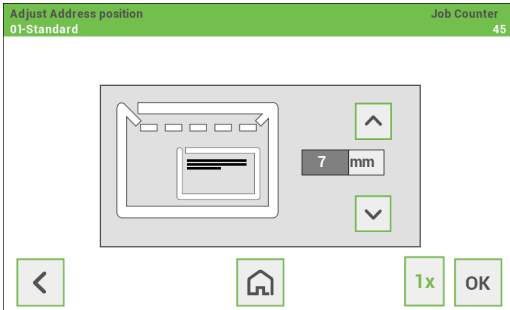 Adjust Address position
Job Counter
01-Standard
45
7 mm
1x
OK